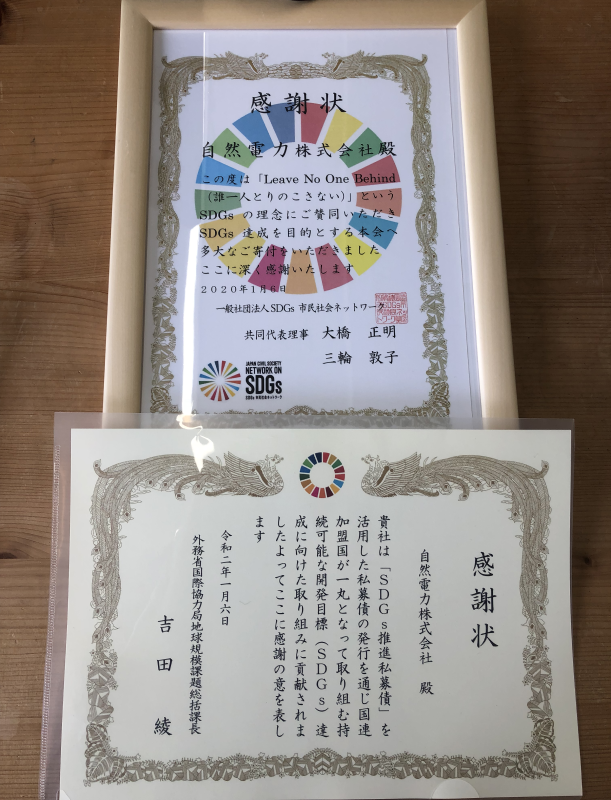 感謝状
自然電力株式会社殿
この度は「Leave No One Behind
（誰一人とりのこさない）」という
SDGs の理念にご賛同いただき
SDGs 達成を目的とする本会へ
多大なご寄付をいただきました
ここに深く感謝いたします
2020年1月6日
一般社団法人SDGs 市民社会ネットワーク
共同代表理事 大橋 正明
三輪 敦子
JAPAN CIVIL SOCIETY
NETWORK ON
SDGs
SDGs 市民社会ネットワーク
感謝状
自然電力株式会社 殿
貴社は「SDGs推進私募債」を
活用した私募債の発行を通じ国連
加盟国が一丸となって取り組む持
続可能な開発目標（SDGs）達
成に向けた取り組みに貢献されま
したよってここに感謝の意を表し
ます
令和二年一月六日
外務省国際協力局地球規模課題総括課長
吉田 綾